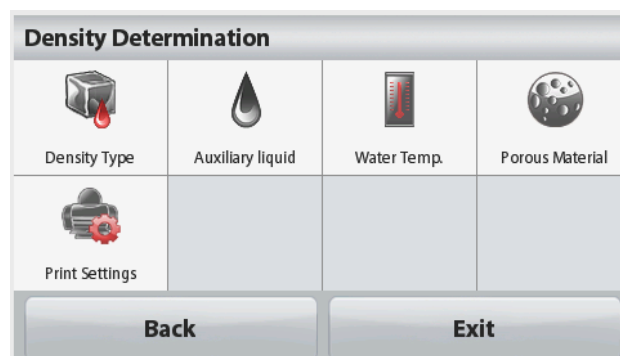 Density Determination
Density Type
Auxiliary liquid
Water Temp.
Porous Material
Print Settings
Back
Exit